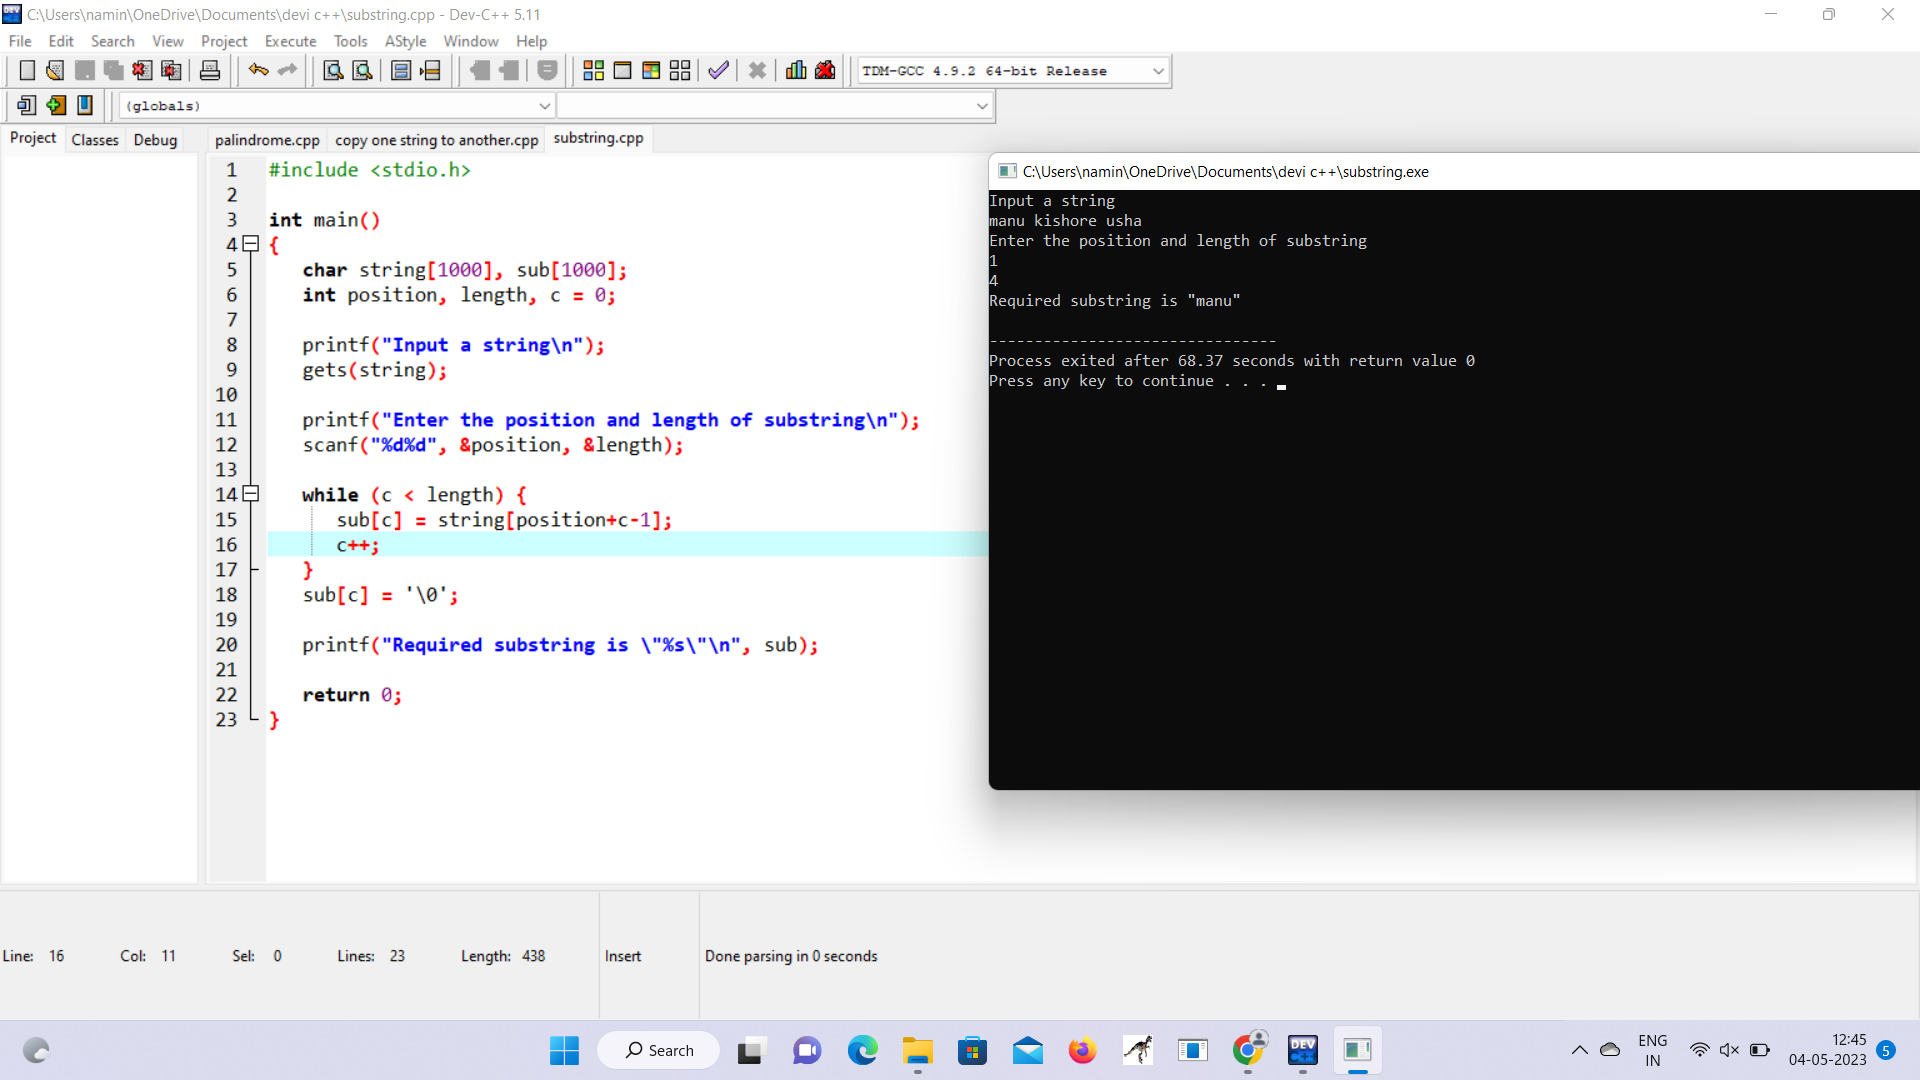 C:\Users\namin\OneDrive\Documents\devi c++\substring.cpp - Dev-C++ 5.11
File Edit Search View Project Execute Tools AStyle Window Help
TDM-GCC 4.9.2 64-bit Release
(globals)
Project Classes Debug
palindrome.cpp copy one string to another.cpp substring.cpp
1 #include <stdio.h>
2
3 int main()
4 {
5 char string[1000], sub[1000];
6 int position, length, c = 0;
7
8 printf("Input a string\n");
9 gets(string);
10
11 printf("Enter the position and length of substring\n");
12 scanf("%d%d", &position, &length);
13
14 while (c < length) {
15 sub[c] = string[position+c-1];
16 c++;
17 }
18 sub[c] = '\0';
19
20 printf("Required substring is \"%s\"\n", sub);
21
22 return 0;
23 }
C:\Users\namin\OneDrive\Documents\devi c++\substring.exe
Input a string
manu kishore usha
Enter the position and length of substring
1
4
Required substring is "manu"
--------------------------------
Process exited after 68.37 seconds with return value 0
Press any key to continue . . .
Line: 16 Col: 11 Sel: 0 Lines: 23 Length: 438 Insert Done parsing in 0 seconds
Search
DEV
C++
ENG
IN
12:45
04-05-2023
5